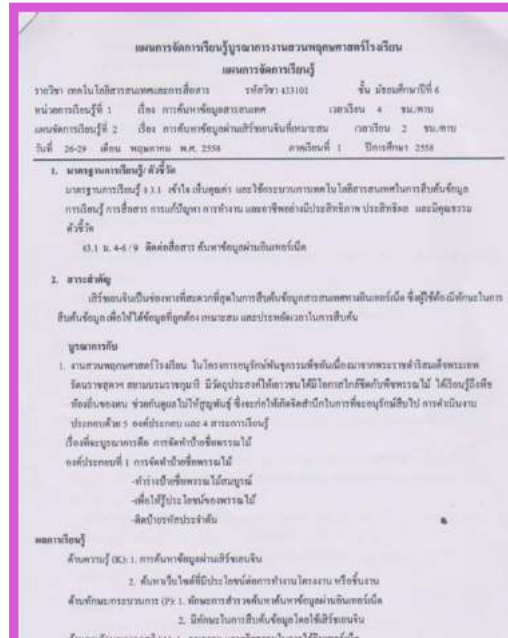 แผนการจัดการเรียนรู้บูรณาการงานสวนพฤกษศาสตร์โรงเรียน
แผนการจัดการเรียนรู้
รายวิชา เทคโนโลยีสารสนเทศและการสื่อสาร รหัสวิชา ง33101 ชั้น มัธยมศึกษาปีที่ 6
หน่วยการเรียนรู้ที่ 1 เรื่อง การค้นหาข้อมูลสารสนเทศ เวลาเรียน 4 ชม./คาบ
แผนจัดการเรียนรู้ที่ 2 เรื่อง การค้นหาข้อมูลผ่านเสิร์ชเอนจินที่เหมาะสม เวลาเรียน 2 ชม./คาบ
วันที่ 26-29 เดือน พฤษภาคม พ.ศ. 2558 ภาคเรียนที่ 1 ปีการศึกษา 2558
1. มาตรฐานการเรียนรู้/ ตัวชี้วัด
มาตรฐานการเรียนรู้ ง 3.1 เข้าใจ เห็นคุณค่า และใช้กระบวนการเทคโนโลยีสารสนเทศในการสืบค้นข้อมูล
การเรียนรู้ การสื่อสาร การแก้ปัญหา การทำงาน และอาชีพอย่างมีประสิทธิภาพ ประสิทธิผล และมีคุณธรรม
ตัวชี้วัด
ง3.1 ม. 4-6 / 9 ติดต่อสื่อสาร ค้นหาข้อมูลผ่านอินเทอร์เน็ต
2. สาระสำคัญ
เสิร์ชเอนจินเป็นช่องทางที่สะดวกที่สุดในการสืบค้นข้อมูลสารสนเทศทางอินเทอร์เน็ต ซึ่งผู้ใช้ต้องมีทักษะในการ
สืบค้นข้อมูล เพื่อให้ได้ข้อมูลที่ถูกต้อง เหมาะสม และประหยัดเวลาในการสืบค้น
บูรณาการกับ
1. งานสวนพฤกษศาสตร์โรงเรียน ในโครงการอนุรักษ์พันธุกรรมพืชอันเนื่องมาจากพระราชดำริสมเด็จพระเทพ
รัตนราชสุดาฯ สยามบรมราชกุมารี มีวัตถุประสงค์ให้เยาวชนได้มีโอกาสใกล้ชิดกับพืชพรรณไม้ ได้เรียนรู้ถึงพืช
ท้องถิ่นของตน ช่วยกันดูแลไม่ให้สูญพันธุ์ ซึ่งจะก่อให้เกิดจิตสำนึกในการที่จะอนุรักษ์สืบไป การดำเนินงาน
ประกอบด้วย 5 องค์ประกอบ และ 4 สาระการเรียนรู้
เรื่องที่จะบูรณาการคือ การจัดทำป้ายชื่อพรรณไม้
องค์ประกอบที่ 1 การจัดทำป้ายชื่อพรรณไม้
-ทำร่างป้ายชื่อพรรณไม้สมบูรณ์
-เพื่อให้รู้ประโยชน์ของพรรณไม้
-ติดป้ายรหัสประจำต้น
ผลการเรียนรู้
ด้านความรู้ (K): 1. การค้นหาข้อมูลผ่านเสิร์ชเอนจิน
2. ค้นหาเว็บไซต์ที่มีประโยชน์ต่อการทำงานโครงงาน หรือชิ้นงาน
ด้านทักษะ/กระบวนการ (P): 1. ทักษะการสำรวจค้นหาค้นหาข้อมูลผ่านอินเทอร์เน็ต
2. มีทักษะในการสืบค้นข้อมูลโดยใช้เสิร์ชเอนจิน